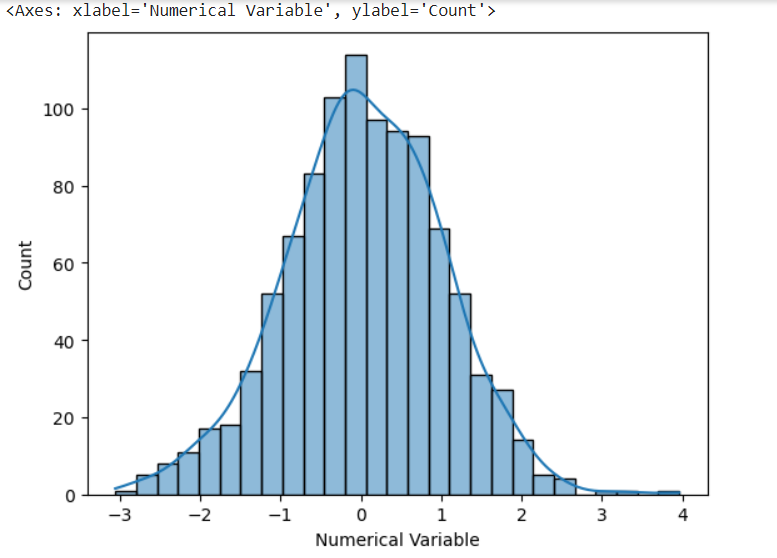 <Axes: xlabel='Numerical Variable', ylabel='Count'>
100
80
60
40
20
0
Count
−3 −2 −1 0 1 2 3 4
Numerical Variable